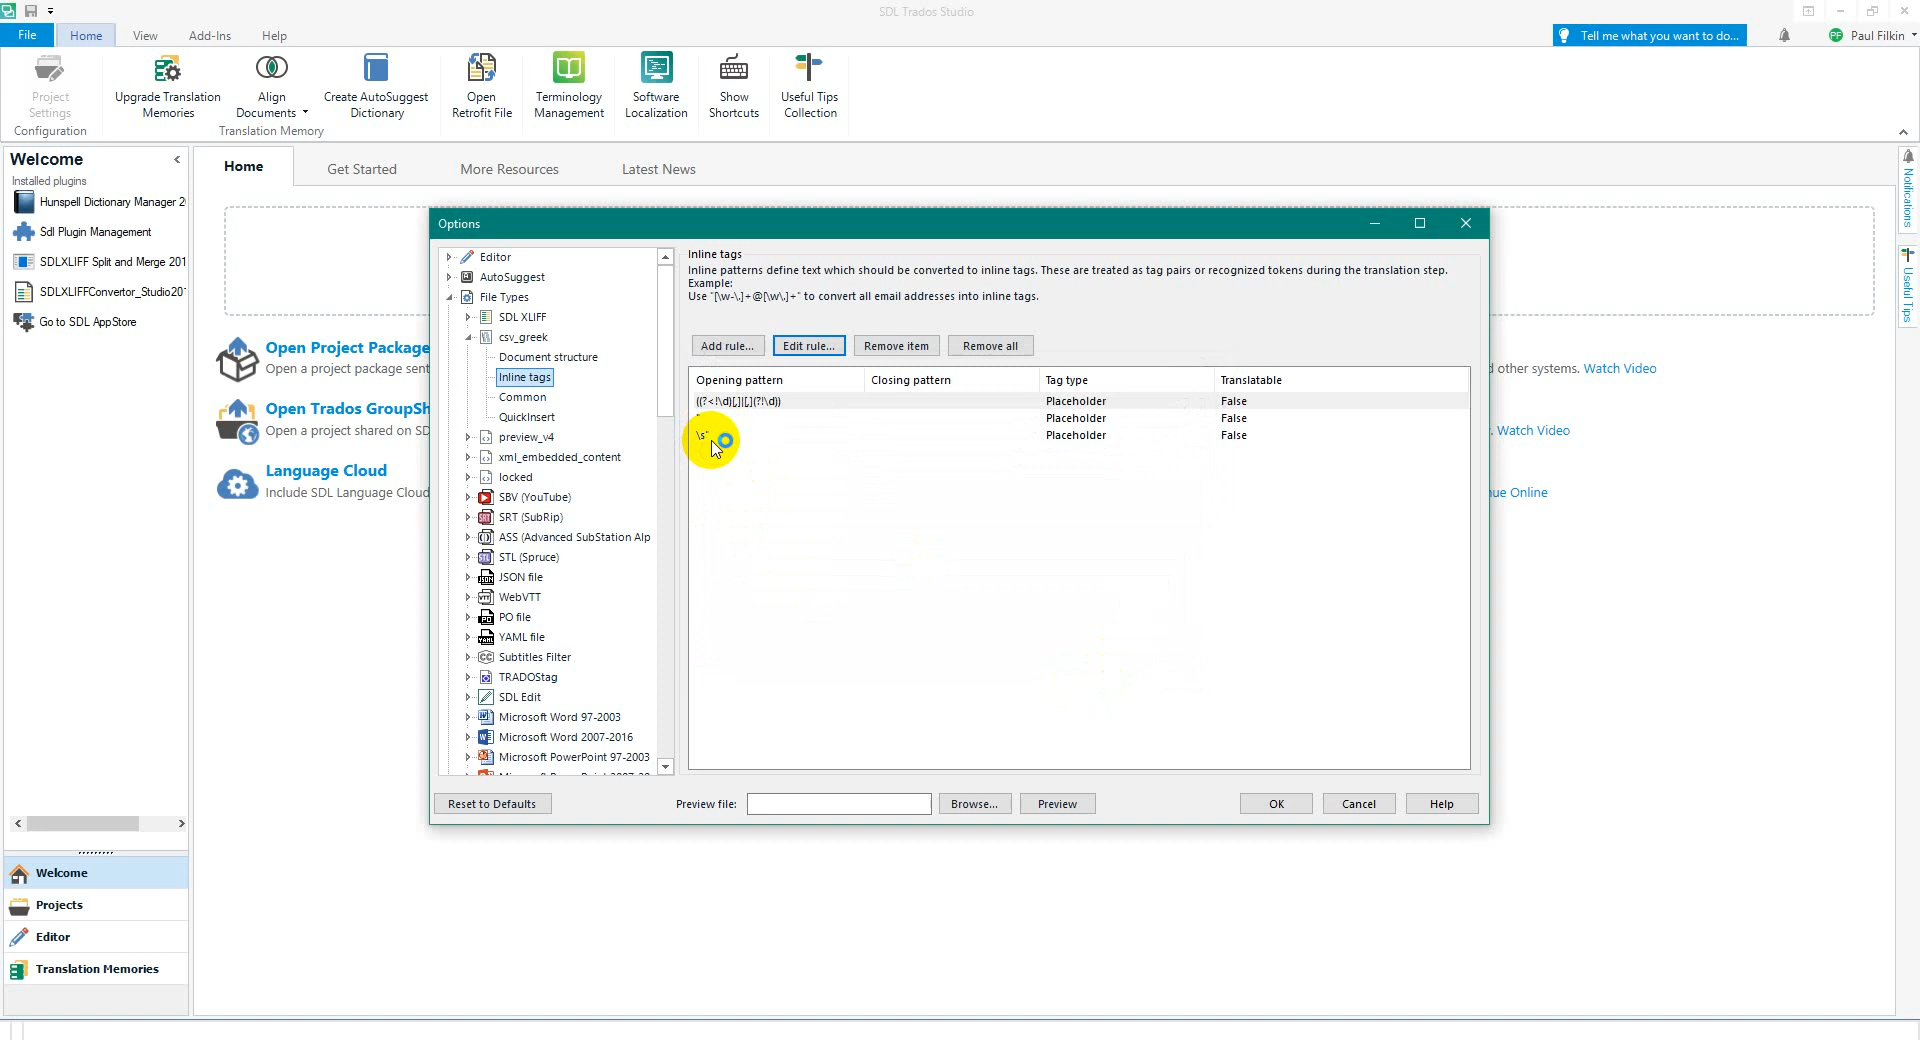 SDL Trados Studio
File
Home
View
Add-Ins
Help
Tell me what you want to do...
PF
Paul Filkin
Project
Settings
Configuration
Upgrade Translation
Memories
Align
Documents
Create AutoSuggest
Dictionary
Translation Memory
Open
Retrofit File
Terminology
Management
Software
Localization
Show
Shortcuts
Useful Tips
Collection
Welcome
Installed plugins
Hunspell Dictionary Manager 2
Sdl Plugin Management
SDLXLIFF Split and Merge 201
SDLXLIFFConvertor_Studio201
Go to SDL AppStore
Home
Get Started
More Resources
Latest News
Notifications
Useful Tips
Open Project Package
Open a project package sent
Open Trados GroupSh
Open a project shared on SD
Language Cloud
Include SDL Language Cloud
other systems. Watch Video
. Watch Video
ue Online
Options
Editor
AutoSuggest
File Types
SDL XLIFF
csv_greek
Document structure
Inline tags
Common
QuickInsert
preview_v4
xml_embedded_content
locked
SBV (YouTube)
SRT (SubRip)
ASS (Advanced SubStation Alp
STL (Spruce)
JSON file
WebVTT
PO file
YAML file
Subtitles Filter
TRADOStag
SDL Edit
Microsoft Word 97-2003
Microsoft Word 2007-2016
Microsoft PowerPoint 97-2003
Inline tags
Inline patterns define text which should be converted to inline tags. These are treated as tag pairs or recognized tokens during the translation step.
Example:
Use "[\w-\.]+@[\w\.]+" to convert all email addresses into inline tags.
Add rule...
Edit rule...
Remove item
Remove all
Opening pattern
Closing pattern
Tag type
Translatable
((?<!\d)[,]|[,](?!\d))
Placeholder
False
Placeholder
False
\s"
Placeholder
False
Reset to Defaults
Preview file:
Browse...
Preview
OK
Cancel
Help
Welcome
Projects
Editor
Translation Memories